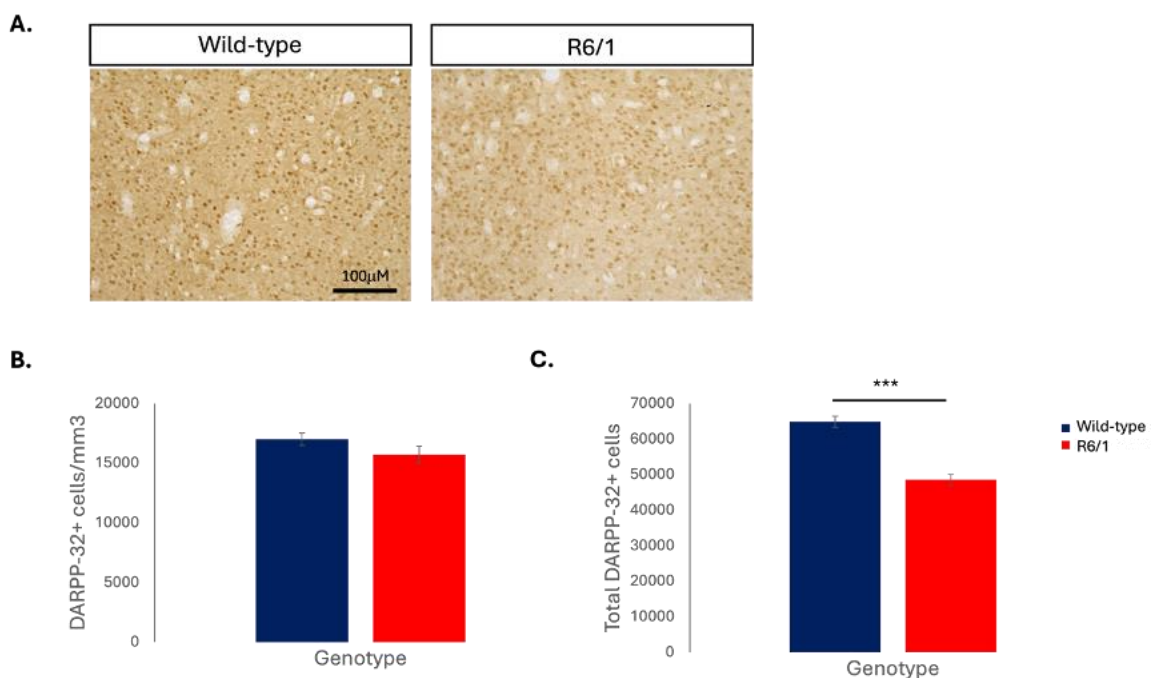 A.
Wild-type
R6/1
100µM
B.
DARPP-32+ cells/mm3
20000
15000
10000
5000
0
Genotype
C.
Total DARPP-32+ cells
70000
60000
50000
40000
30000
20000
10000
0
***
Genotype
Wild-type
R6/1